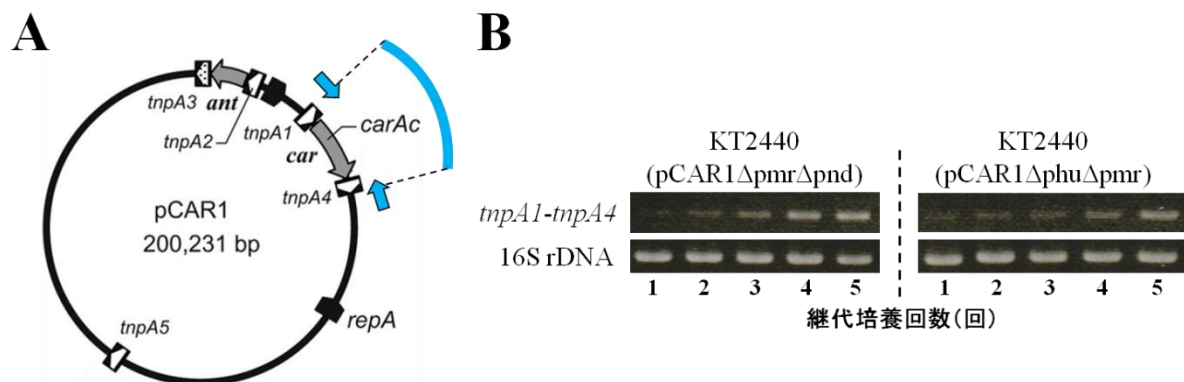 A
tnpA3
ant
tnpA2
tnpA1
carAc
car
tnpA4
pCAR1
200,231 bp
repA
tnpA5
B
KT2440
(pCAR1ΔpmrΔpnd)
KT2440
(pCAR1ΔphuΔpmr)
tnpA1-tnpA4
16S rDNA
1 2 3 4 5
1 2 3 4 5
継代培養回数(回)